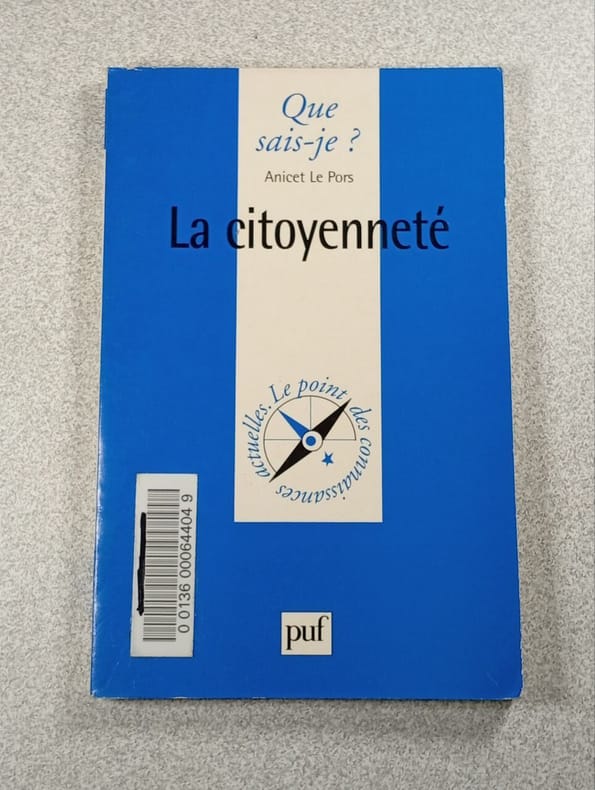 Que
sais-je ?
Anicet Le Pors
La citoyenneté
Le point des connaissances actuelles.
0 0136 00064404 9
puf